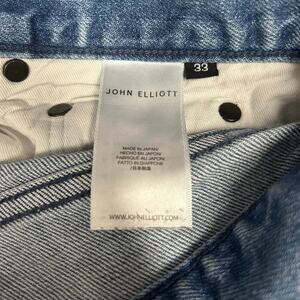 JOHN ELLIOTT
33
MADE IN JAPAN/
HECHO EN JAPÓN/
FABRIQUÉ AU JAPON/
FATTO IN GIAPPONE
/日本製造
WWW.JOHNELLIOTT.COM